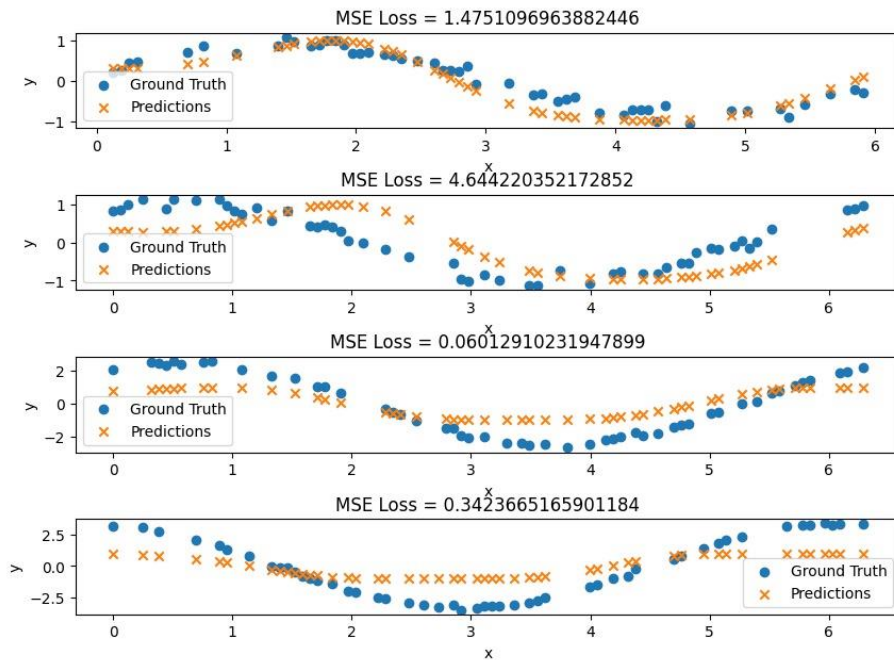 MSE Loss = 1.4751096963882446
1
0
−1
y
Ground Truth
Predictions
0 1 2 3 4 5 6
x
MSE Loss = 4.644220352172852
1
0
−1
y
Ground Truth
Predictions
0 1 2 3 4 5 6
x
MSE Loss = 0.06012910231947899
2
0
−2
y
Ground Truth
Predictions
0 1 2 3 4 5 6
x
MSE Loss = 0.3423665165901184
2.5
0.0
−2.5
y
Ground Truth
Predictions
0 1 2 3 4 5 6
x